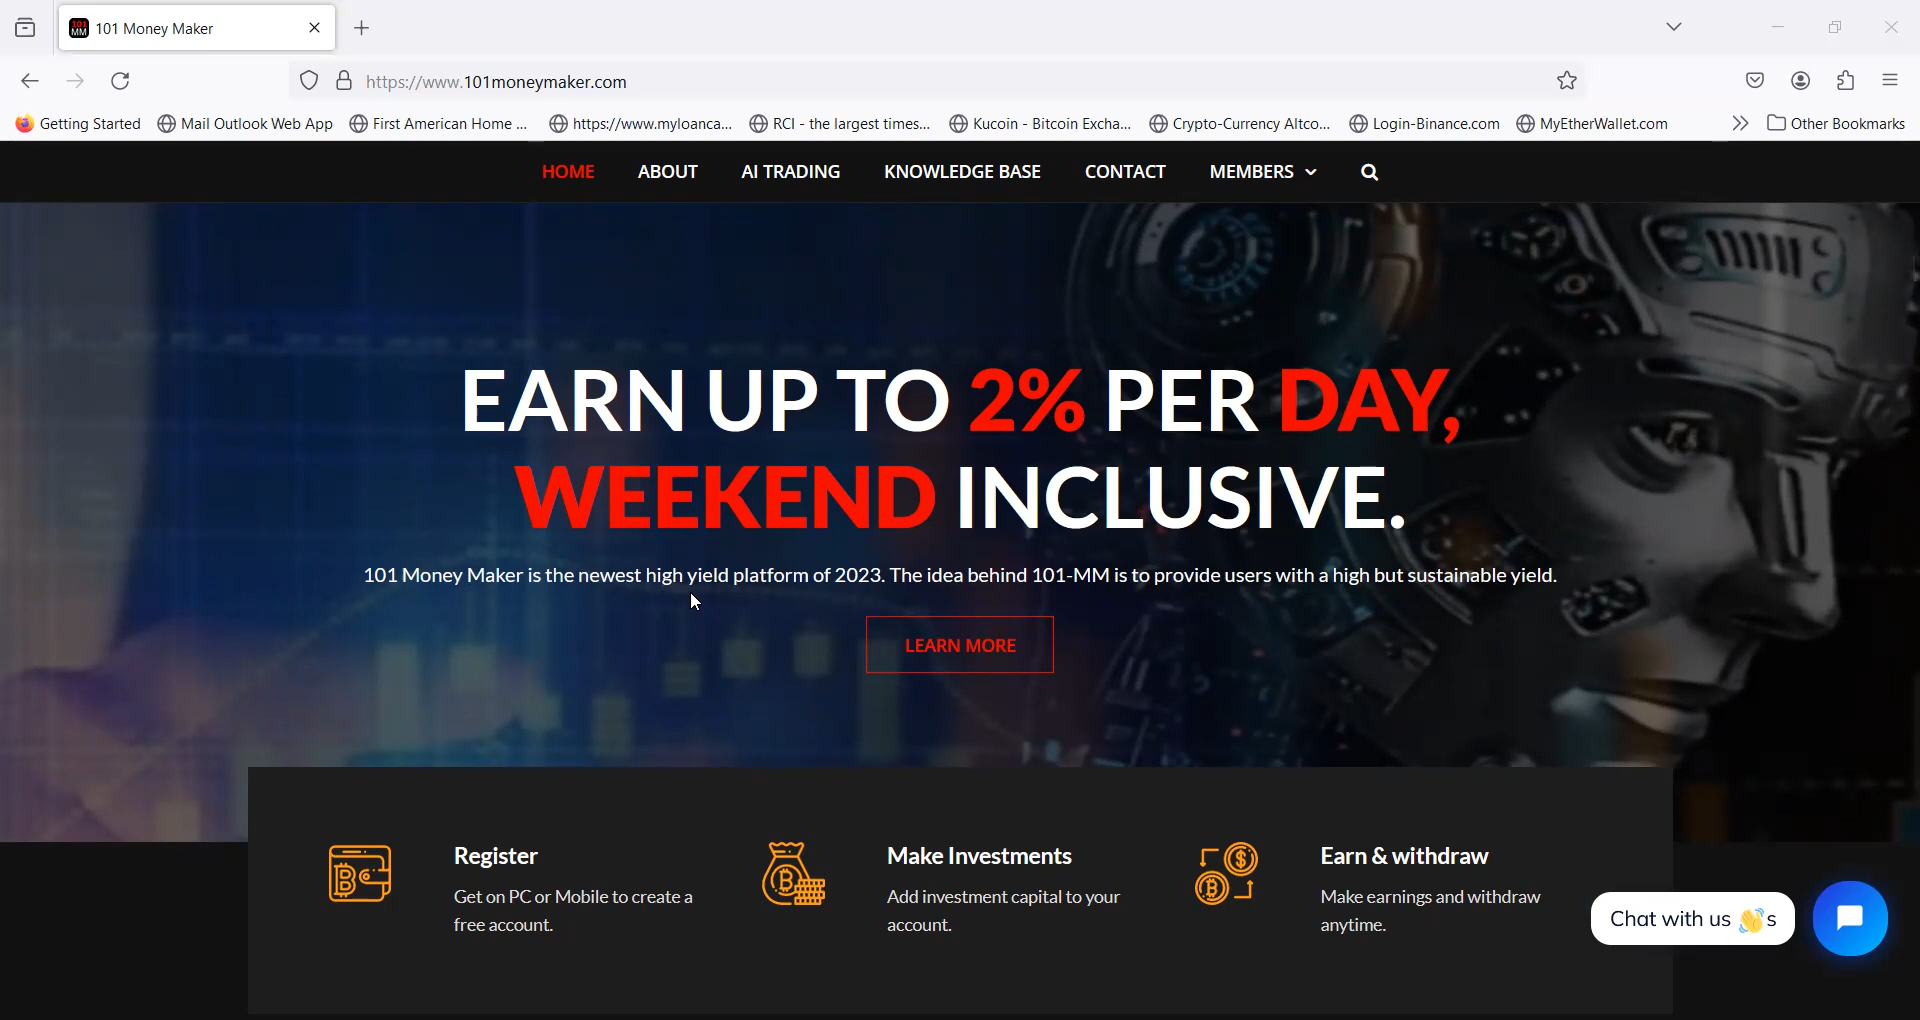 101 MM
101 Money Maker
https://www.101moneymaker.com
Getting Started
Mail Outlook Web App
First American Home ...
https://www.myloanca...
RCI - the largest times...
Kucoin - Bitcoin Excha...
Crypto-Currency Altco...
Login-Binance.com
MyEtherWallet.com
Other Bookmarks
HOME
ABOUT
AI TRADING
KNOWLEDGE BASE
CONTACT
MEMBERS
EARN UP TO 2% PER DAY,
WEEKEND INCLUSIVE.
101 Money Maker is the newest high yield platform of 2023. The idea behind 101-MM is to provide users with a high but sustainable yield.
LEARN MORE
Register
Get on PC or Mobile to create a
free account.
Make Investments
Add investment capital to your
account.
Earn & withdraw
Make earnings and withdraw
anytime.
Chat with us 👋s